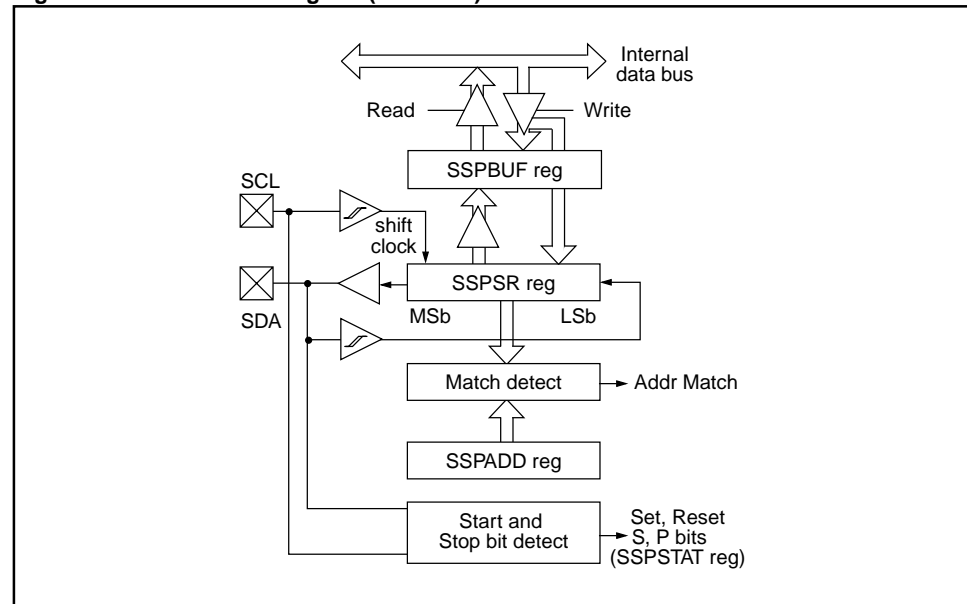 Internal
data bus
Read
Write
SSPBUF reg
SCL
shift
clock
SSPSR reg
MSb
LSb
SDA
Match detect
Addr Match
SSPADD reg
Start and
Stop bit detect
Set, Reset
S, P bits
(SSPSTAT reg)